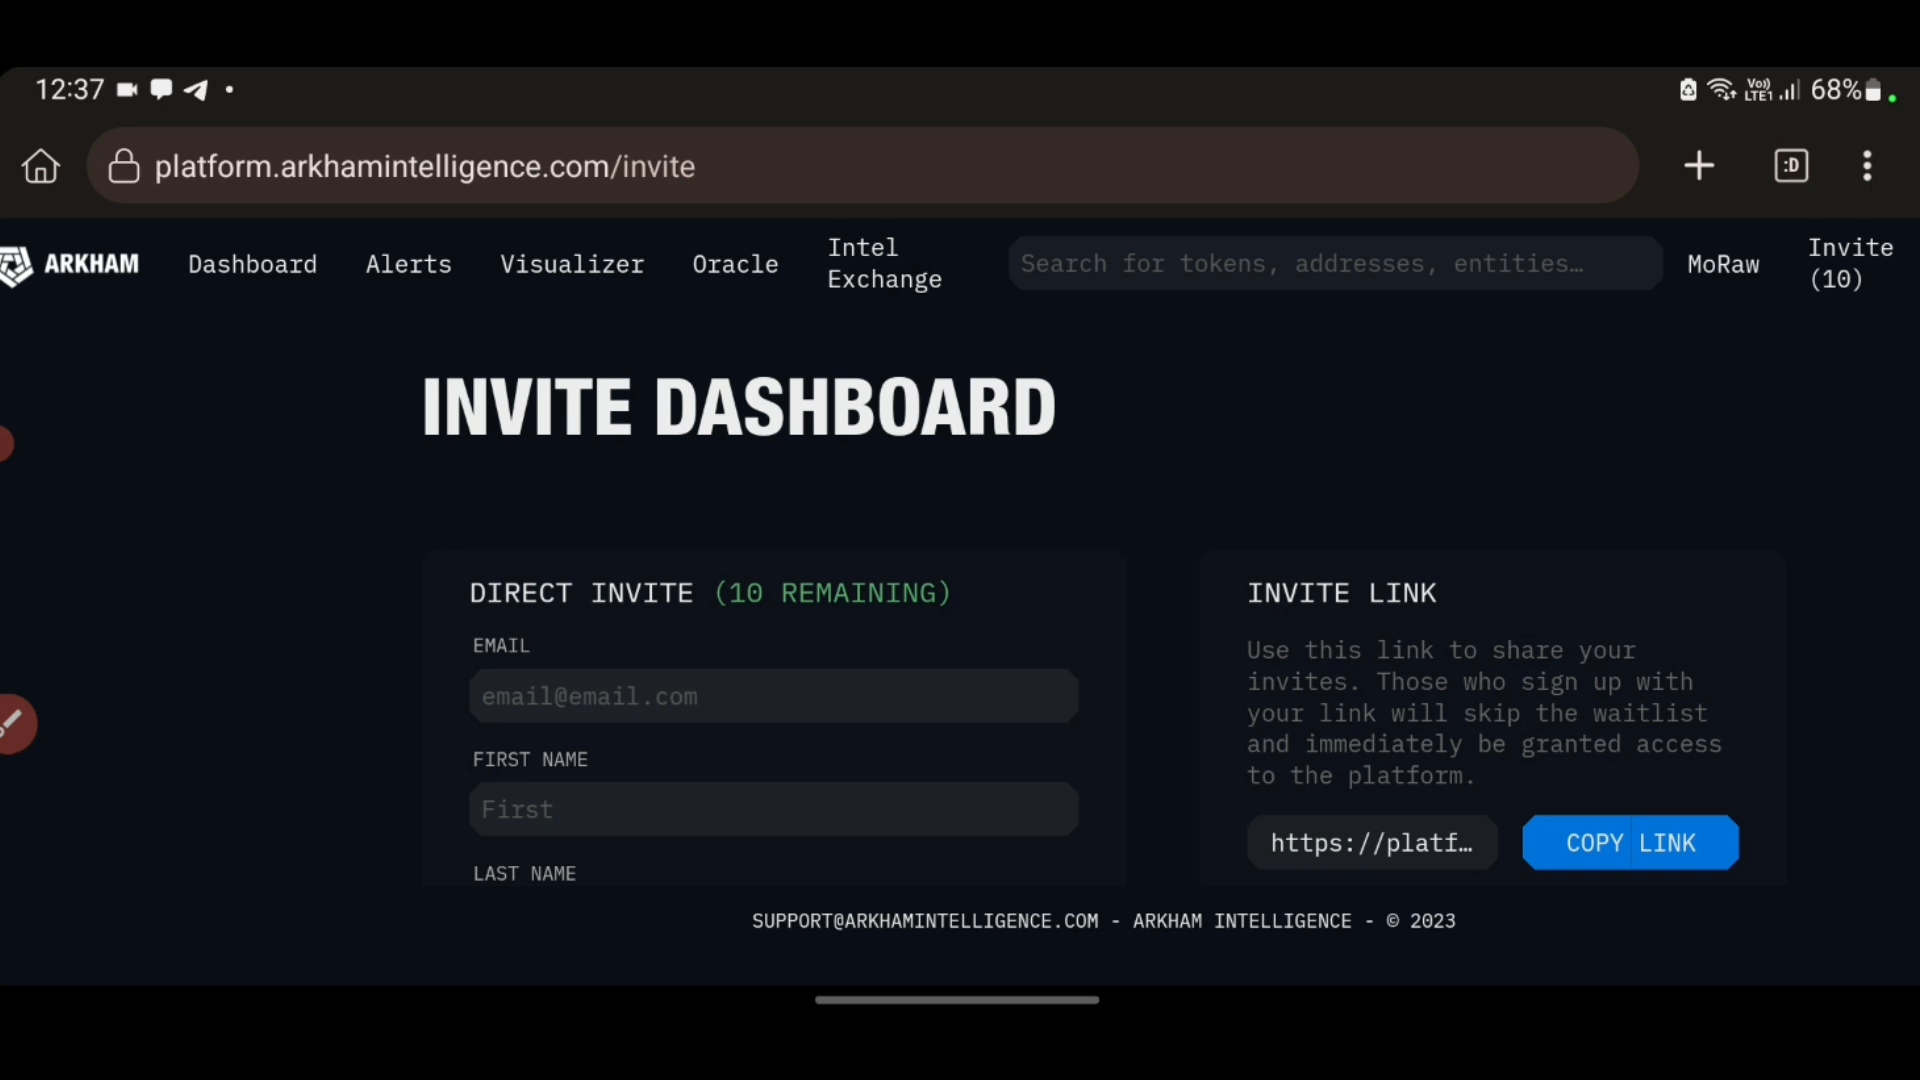 12:37
Vo)) LTE1 68%
platform.arkhamintelligence.com/invite
:D
ARKHAM
Dashboard
Alerts
Visualizer
Oracle
Intel
Exchange
Search for tokens, addresses, entities…
MoRaw
Invite
(10)
INVITE DASHBOARD
DIRECT INVITE (10 REMAINING)
EMAIL
email@email.com
FIRST NAME
First
LAST NAME
INVITE LINK
Use this link to share your
invites. Those who sign up with
your link will skip the waitlist
and immediately be granted access
to the platform.
https://platf…
COPY LINK
SUPPORT@ARKHAMINTELLIGENCE.COM - ARKHAM INTELLIGENCE - © 2023